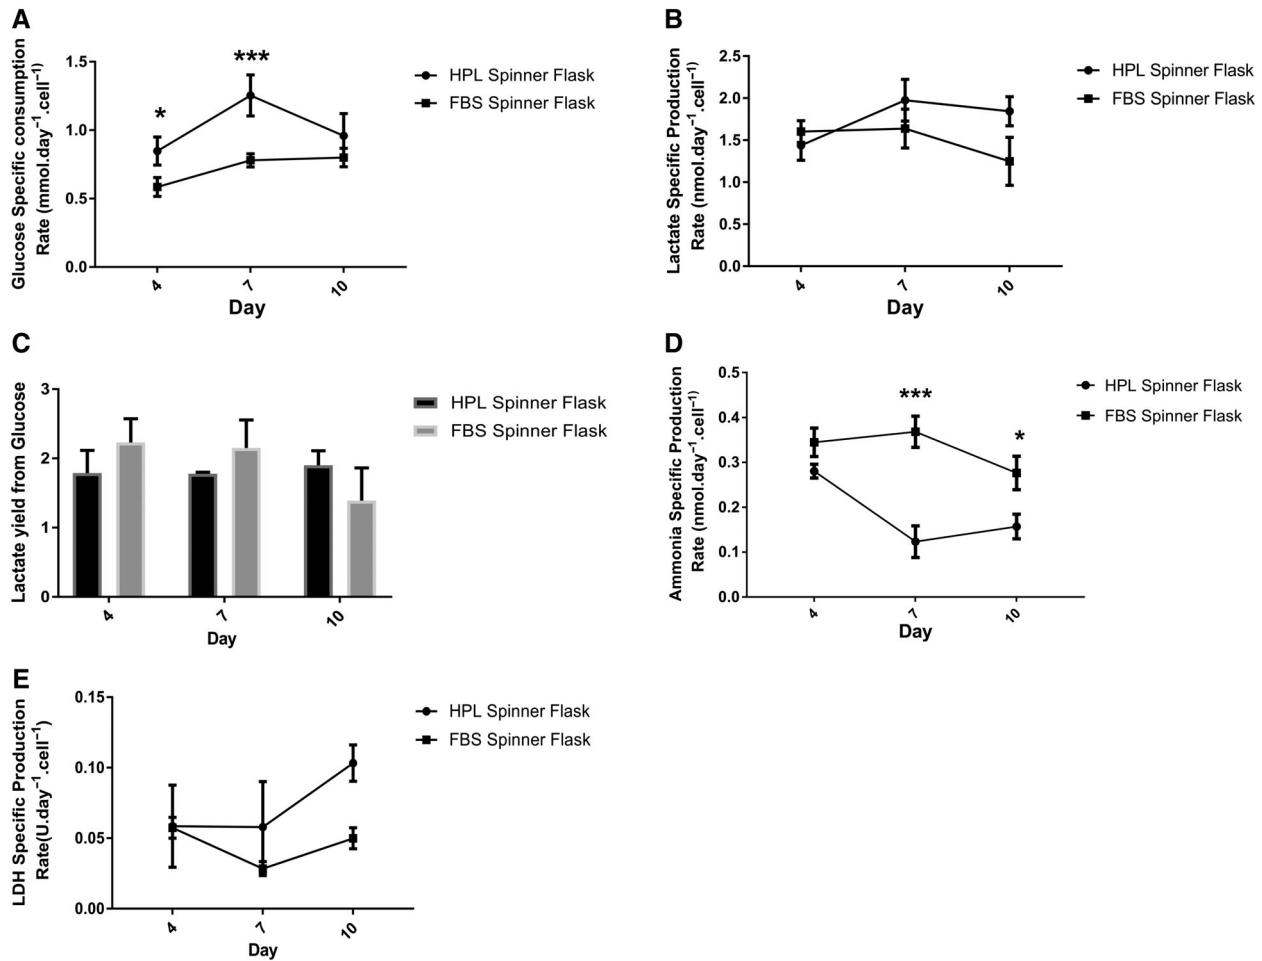 A
Glucose Specific consumption
Rate (mmol.day⁻¹.cell⁻¹)
1.5
1.0
0.5
0.0
*
***
4
7
10
Day
HPL Spinner Flask
FBS Spinner Flask
B
Lactate Specific Production
Rate (nmol.day⁻¹.cell⁻¹)
2.5
2.0
1.5
1.0
0.5
0.0
4
7
10
Day
HPL Spinner Flask
FBS Spinner Flask
C
Lactate yield from Glucose
3
2
1
0
4
7
10
Day
HPL Spinner Flask
FBS Spinner Flask
D
Ammonia Specific Production
Rate (nmol.day⁻¹.cell⁻¹)
0.5
0.4
0.3
0.2
0.1
0.0
***
*
4
7
10
Day
HPL Spinner Flask
FBS Spinner Flask
E
LDH Specific Production
Rate(U.day⁻¹.cell⁻¹)
0.15
0.10
0.05
0.00
4
7
10
Day
HPL Spinner Flask
FBS Spinner Flask